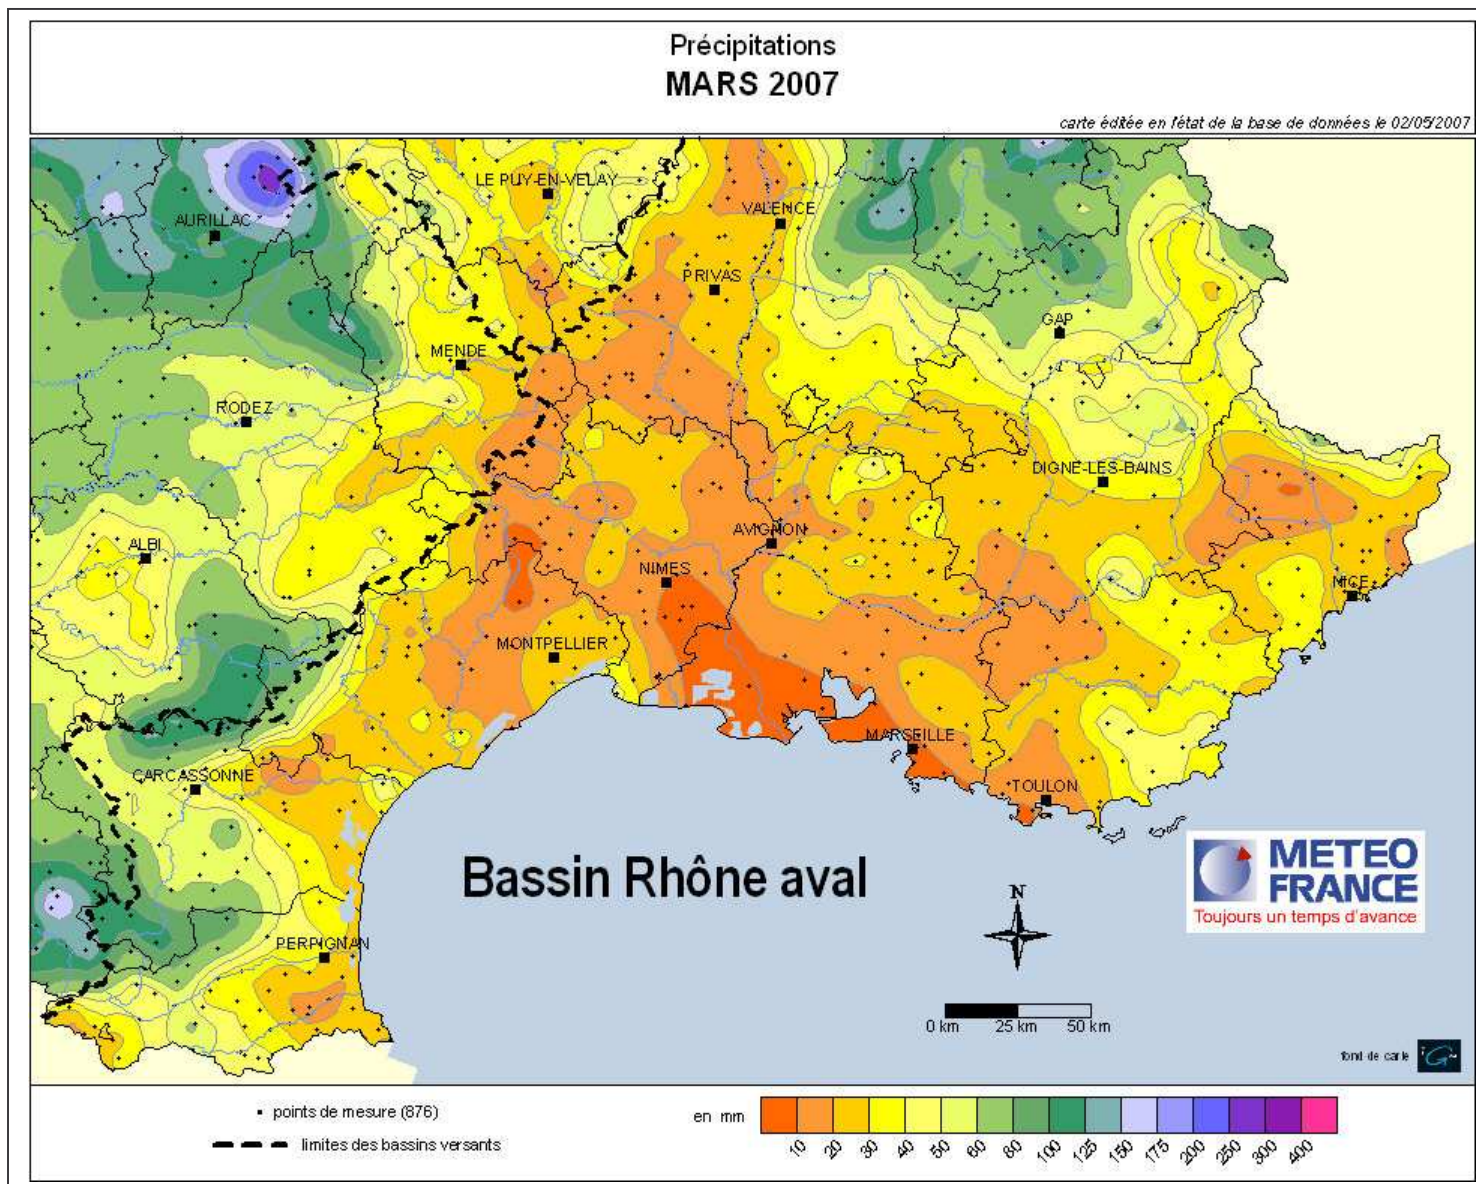 Précipitations
MARS 2007
carte éditée en l'état de la base de données le 02/05/2007
LE PUY-EN-VELAY
AURILLAC
VALENCE
PRIVAS
GAP
MENDE
RODEZ
DIGNE-LES-BAINS
ALBI
AVIGNON
NIMES
NICE
MONTPELLIER
MARSEILLE
CARCASSONNE
TOULON
Bassin Rhône aval
METEO
FRANCE
Toujours un temps d'avance
PERPIGNAN
N
0 km 25 km 50 km
fond de carte
points de mesure (876)
limites des bassins versants
en mm
10 20 30 40 50 60 80 100 125 150 175 200 250 300 400